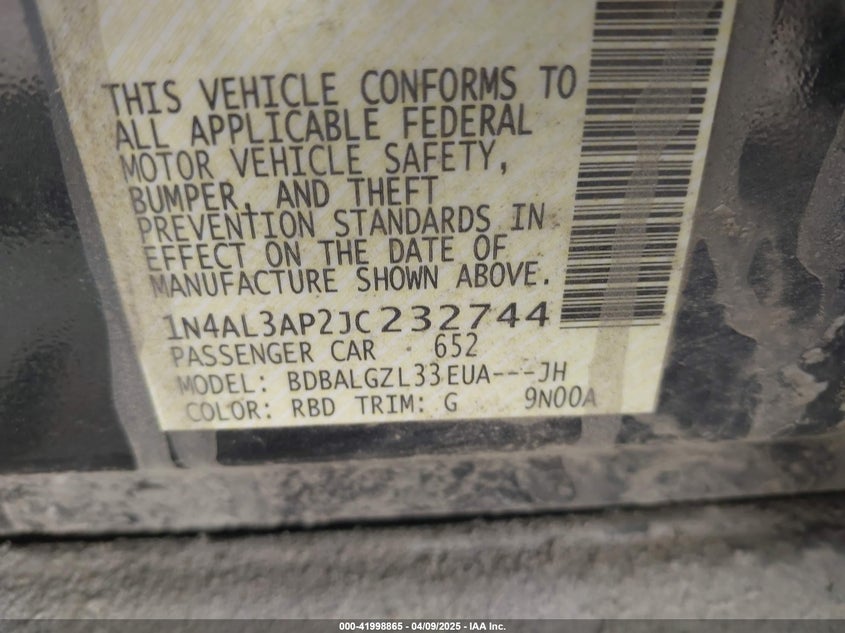 THIS VEHICLE CONFORMS TO
ALL APPLICABLE FEDERAL
MOTOR VEHICLE SAFETY,
BUMPER, AND THEFT
PREVENTION STANDARDS IN
EFFECT ON THE DATE OF
MANUFACTURE SHOWN ABOVE.
1N4AL3AP2JC232744
PASSENGER CAR 652
MODEL: BDBALGZL33EUA---JH
COLOR: RBD TRIM: G 9N00A
000-41998865 - 04/09/2025 - IAA Inc.